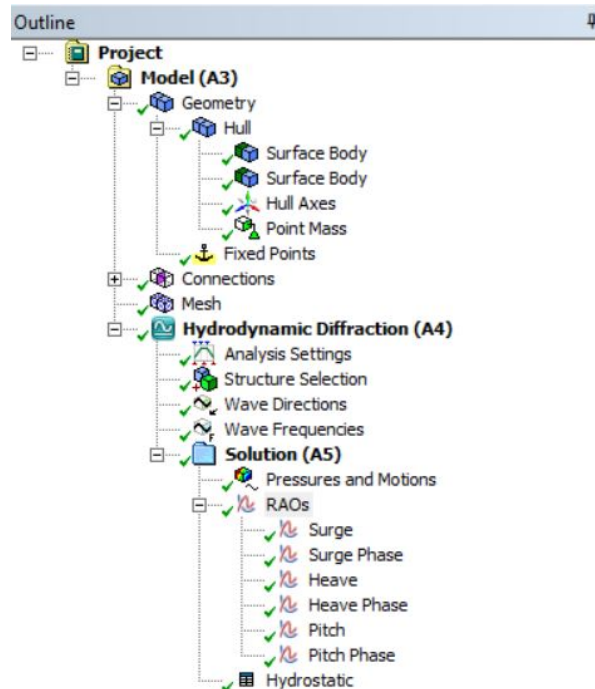 Outline
Project
Model (A3)
Geometry
Hull
Surface Body
Surface Body
Hull Axes
Point Mass
Fixed Points
Connections
Mesh
Hydrodynamic Diffraction (A4)
Analysis Settings
Structure Selection
Wave Directions
Wave Frequencies
Solution (A5)
Pressures and Motions
RAOs
Surge
Surge Phase
Heave
Heave Phase
Pitch
Pitch Phase
Hydrostatic